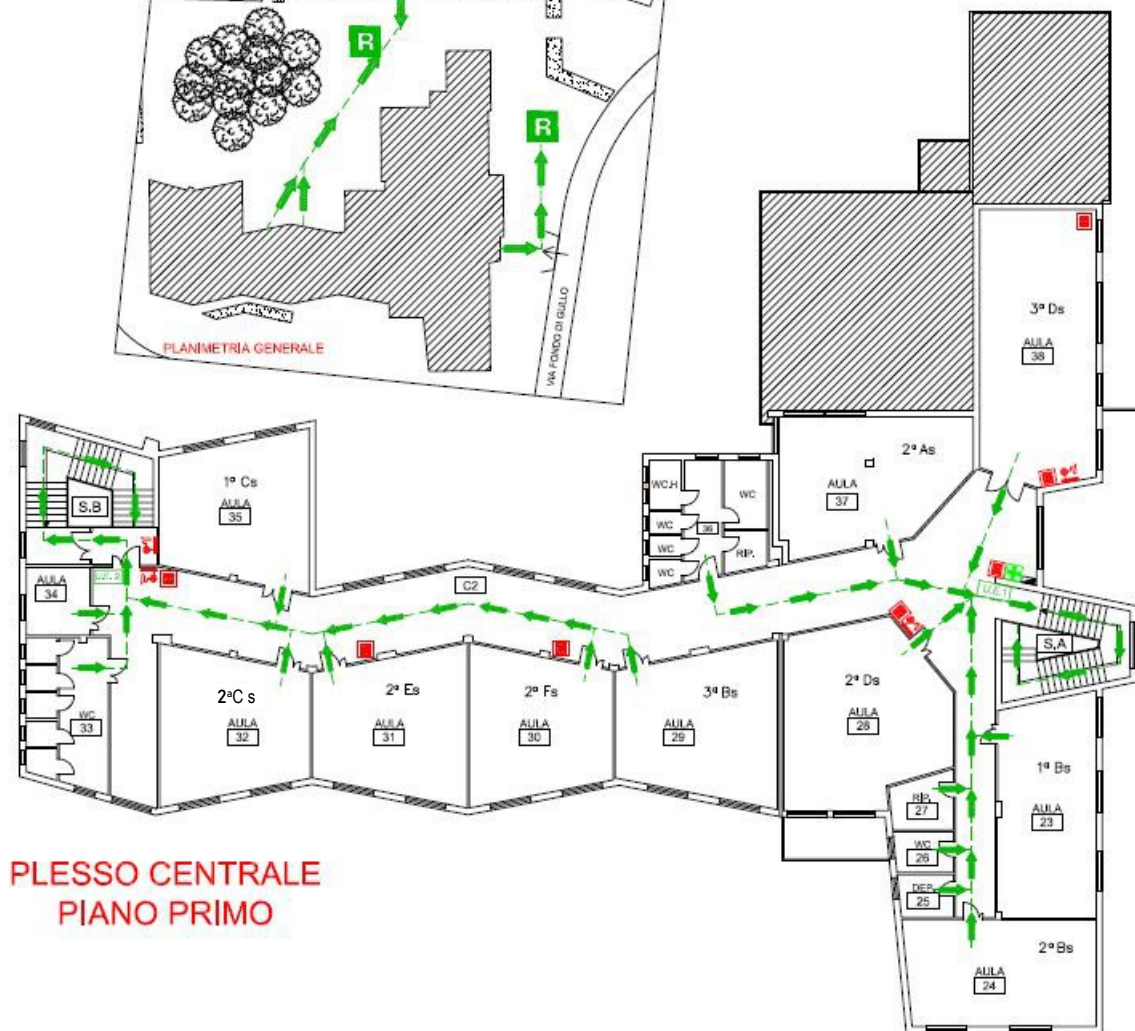 R
R
VIA FONDO DI GULLO
PLANIMETRIA GENERALE
3ª Ds
AULA
38
2ª As
AULA
37
WC.H
WC
WC
WC
WC
36
RIP.
1ª Cs
AULA
35
S.B
U.E.2
AULA
34
C2
U.E.1
S.A
WC
33
2ªC s
AULA
32
2ª Es
AULA
31
2ª Fs
AULA
30
3ª Bs
AULA
29
2ª Ds
AULA
28
1ª Bs
AULA
23
RIP.
27
WC
26
DEP.
25
2ª Bs
AULA
24
PLESSO CENTRALE
PIANO PRIMO